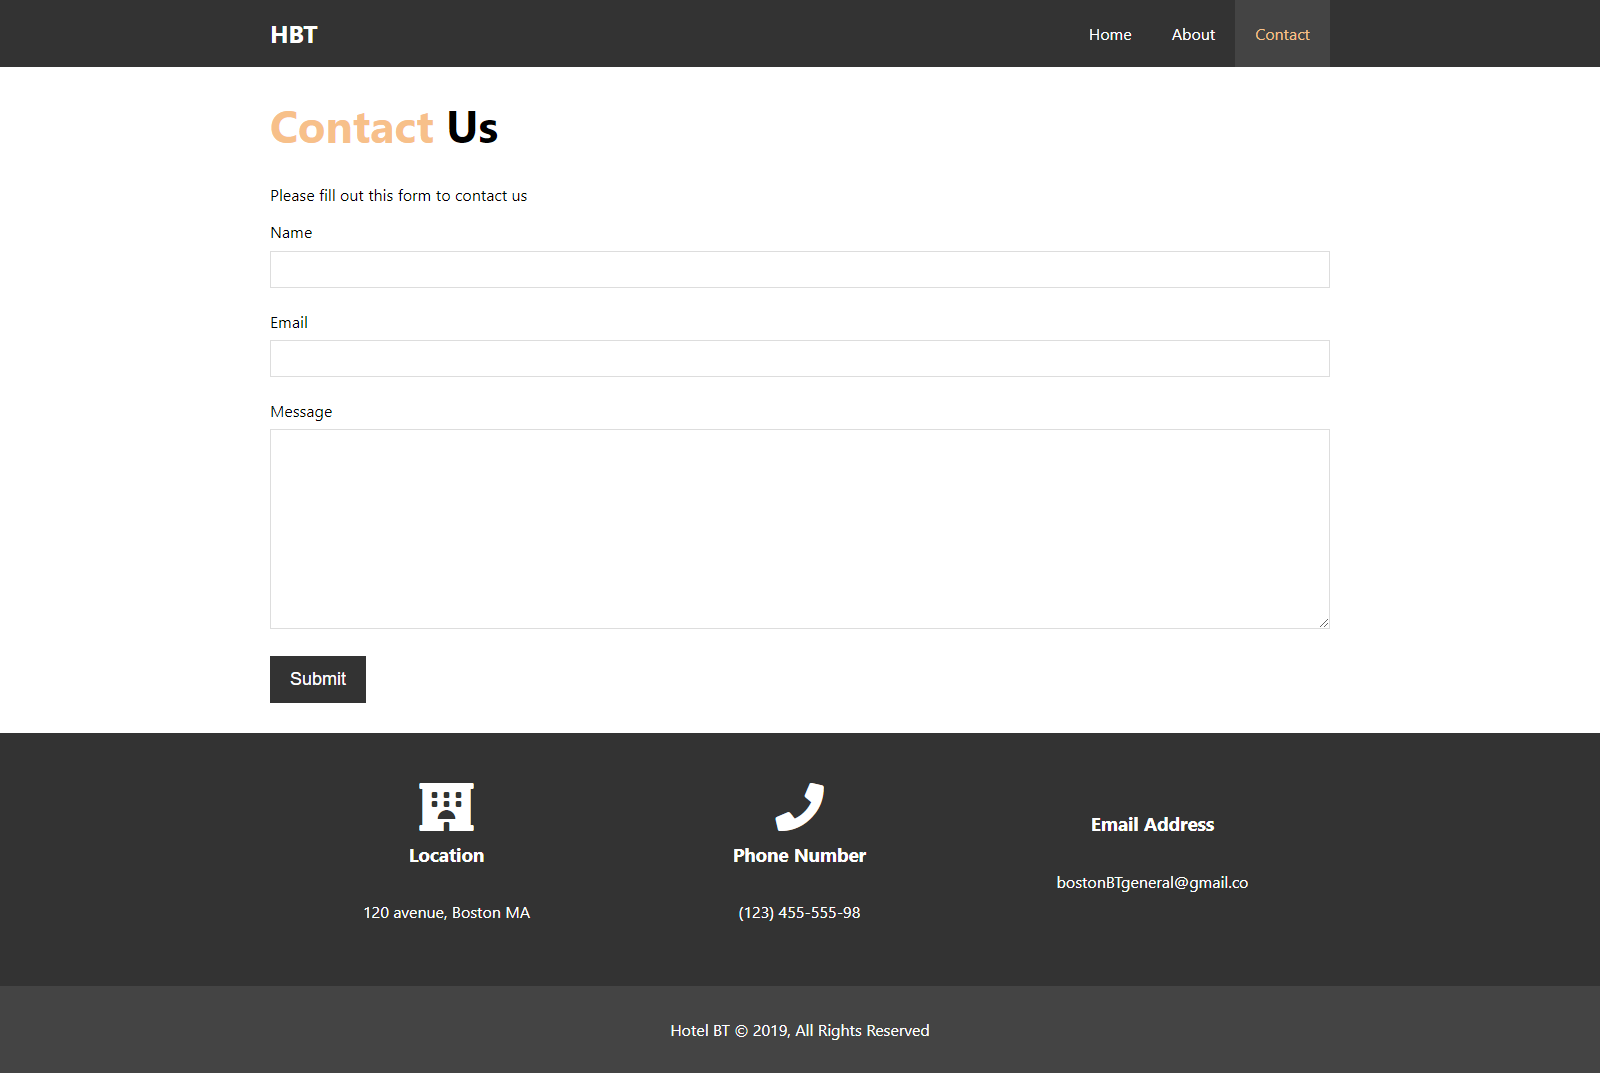 HBT
Home About Contact
Contact Us
Please fill out this form to contact us
Name
Email
Message
Submit
Location
120 avenue, Boston MA
Phone Number
(123) 455-555-98
Email Address
bostonBTgeneral@gmail.co
Hotel BT © 2019, All Rights Reserved